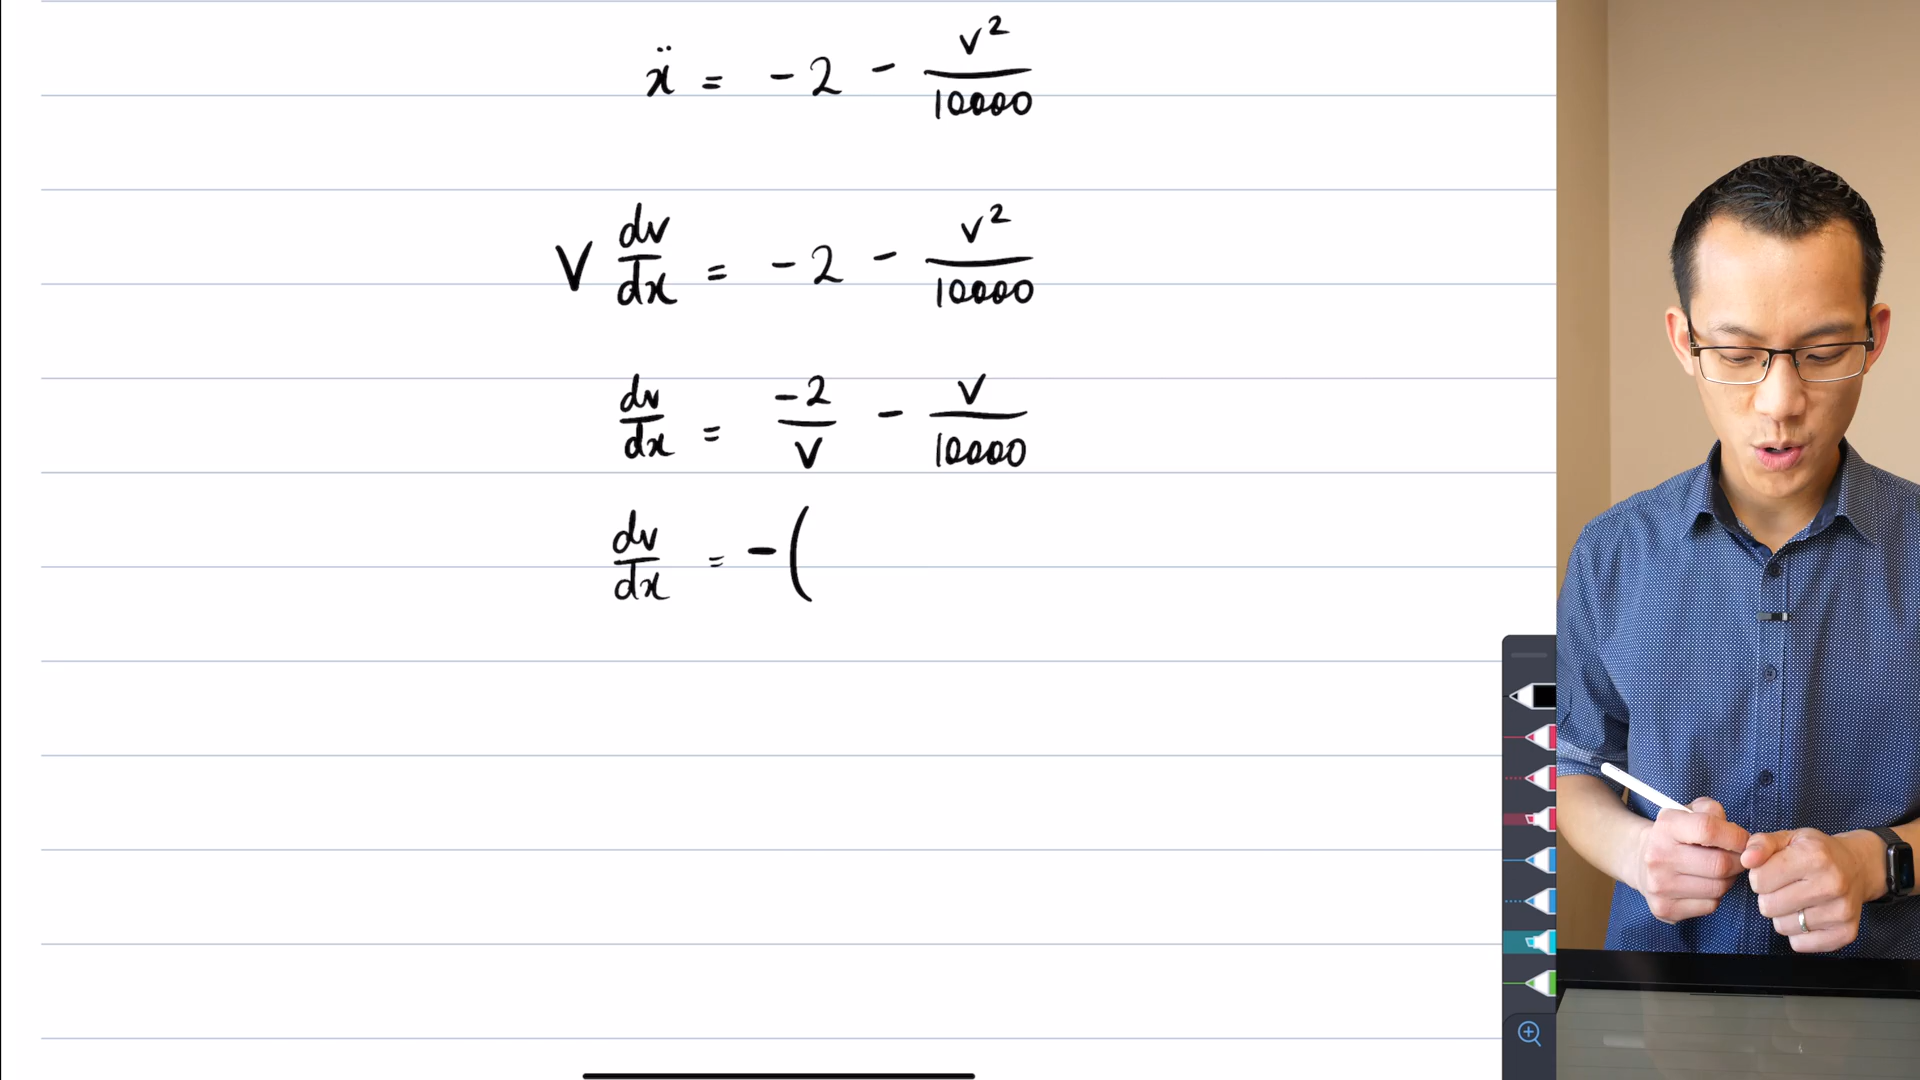 ẍ = -2 - v²/10000
v dv/dx = -2 - v²/10000
dv/dx = -2/v - v/10000
dv/dx = -(